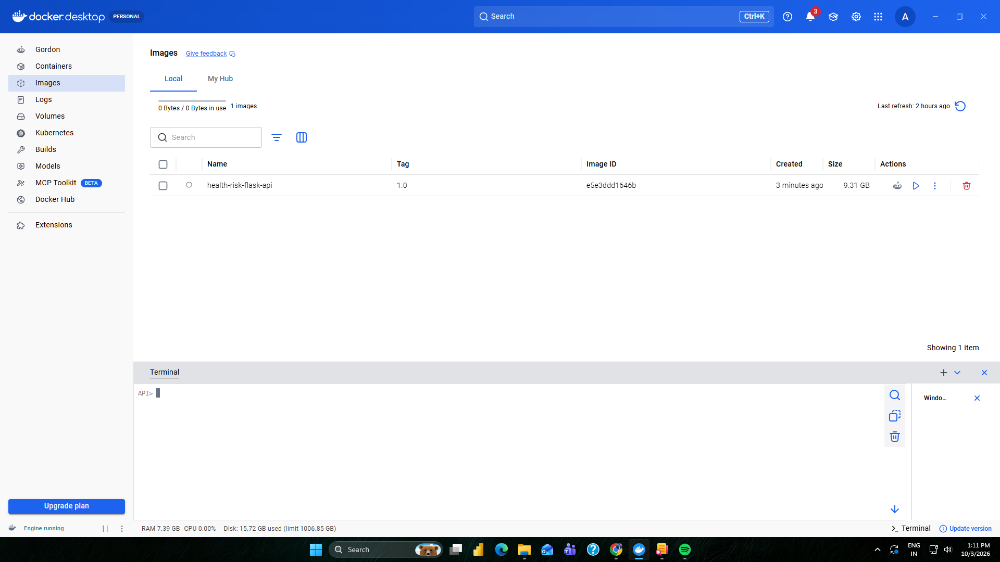 docker.desktop PERSONAL
Search Ctrl+K
3
A
Gordon
Containers
Images
Logs
Volumes
Kubernetes
Builds
Models
MCP Toolkit BETA
Docker Hub
Extensions
Upgrade plan
Images Give feedback
Local My Hub
0 Bytes / 0 Bytes in use 1 images
Last refresh: 2 hours ago
Search
Name Tag Image ID Created Size Actions
health-risk-flask-api 1.0 e5e3ddd1646b 3 minutes ago 9.31 GB
Showing 1 item
Terminal
API>
Windo...
Engine running
RAM 7.39 GB CPU 0.00% Disk: 15.72 GB used (limit 1006.85 GB)
Terminal Update version
Search
ENG
IN
1:11 PM
10/3/2026